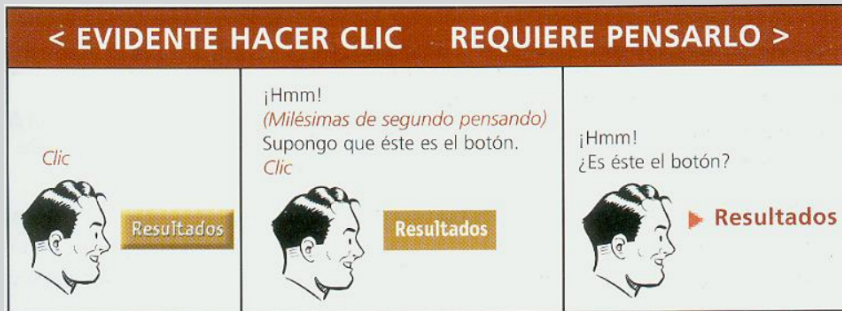 < EVIDENTE HACER CLIC REQUIERE PENSARLO >
Clic
Resultados
¡Hmm!
(Milésimas de segundo pensando)
Supongo que éste es el botón.
Clic
Resultados
¡Hmm!
¿Es éste el botón?
Resultados